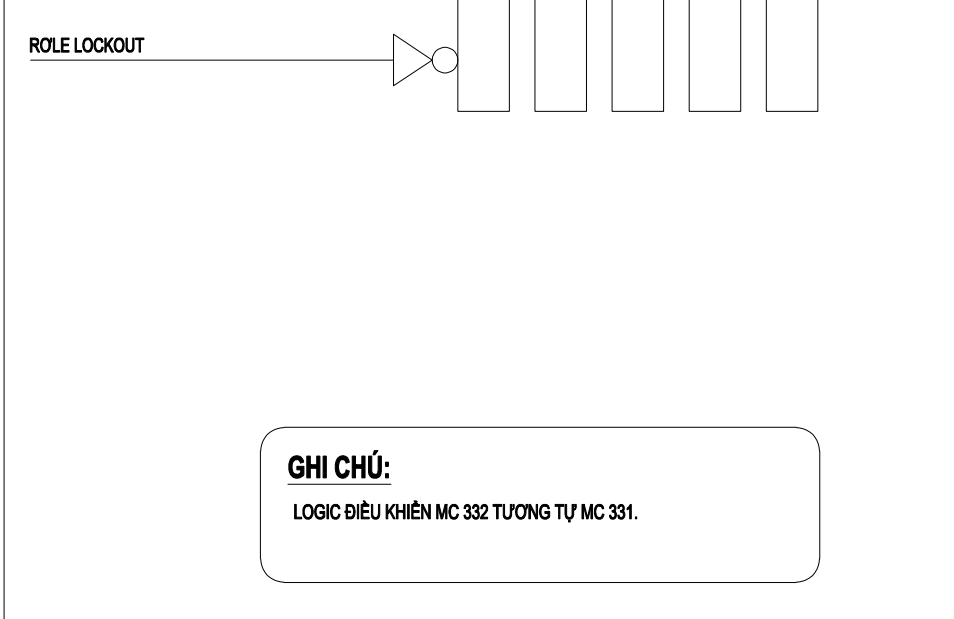 RƠLE LOCKOUT
GHI CHÚ:
LOGIC ĐIỀU KHIỂN MC 332 TƯƠNG TỰ MC 331.